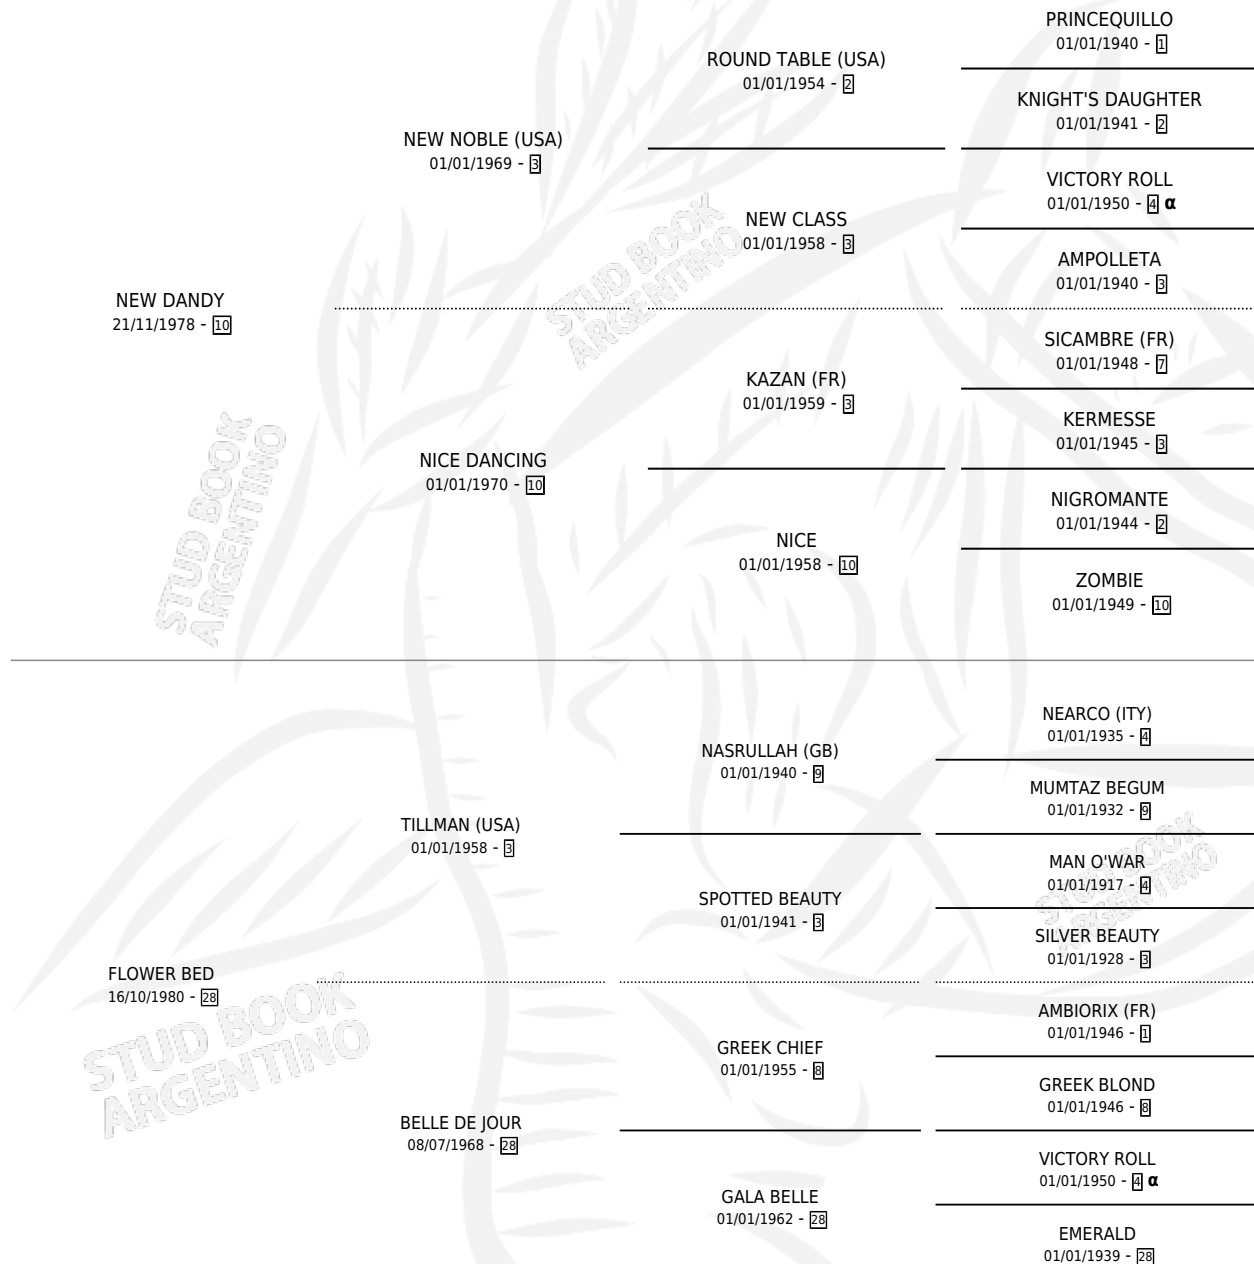 PRINCEQUILLO
01/01/1940 - 1
ROUND TABLE (USA)
01/01/1954 - 2
KNIGHT'S DAUGHTER
01/01/1941 - 2
NEW NOBLE (USA)
01/01/1969 - 3
VICTORY ROLL
01/01/1950 - 4 α
NEW CLASS
01/01/1958 - 3
AMPOLLETA
01/01/1940 - 3
NEW DANDY
21/11/1978 - 10
SICAMBRE (FR)
01/01/1948 - 7
KAZAN (FR)
01/01/1959 - 3
KERMESSE
01/01/1945 - 3
NICE DANCING
01/01/1970 - 10
NIGROMANTE
01/01/1944 - 2
NICE
01/01/1958 - 10
ZOMBIE
01/01/1949 - 10
STUD BOOK
ARGENTINO
STUD BOOK
ARGENTINO
NEARCO (ITY)
01/01/1935 - 4
NASRULLAH (GB)
01/01/1940 - 9
MUMTAZ BEGUM
01/01/1932 - 9
TILLMAN (USA)
01/01/1958 - 3
MAN O'WAR
01/01/1917 - 4
SPOTTED BEAUTY
01/01/1941 - 3
SILVER BEAUTY
01/01/1928 - 3
FLOWER BED
16/10/1980 - 28
AMBIORIX (FR)
01/01/1946 - 1
GREEK CHIEF
01/01/1955 - 8
GREEK BLOND
01/01/1946 - 8
BELLE DE JOUR
08/07/1968 - 28
VICTORY ROLL
01/01/1950 - 4 α
GALA BELLE
01/01/1962 - 28
EMERALD
01/01/1939 - 28
STUD BOOK
ARGENTINO
STUD BOOK
ARGENTINO